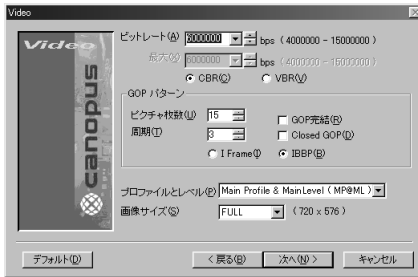 Video
Video
canopus
ビットレート(A) 6000000 bps ( 4000000 - 15000000 )
最大(X) 6000000 bps ( 4000000 - 15000000 )
CBR(C) VBR(V)
GOP パターン
ピクチャ枚数(U) 15 GOP完結(R)
周期(T) 3 Closed GOP(D)
I Frame(I) IBBP(B)
プロファイルとレベル(P) Main Profile & MainLevel ( MP@ML )
画像サイズ(S) FULL ( 720 x 576 )
デフォルト(D) < 戻る(B) 次へ(N) > キャンセル